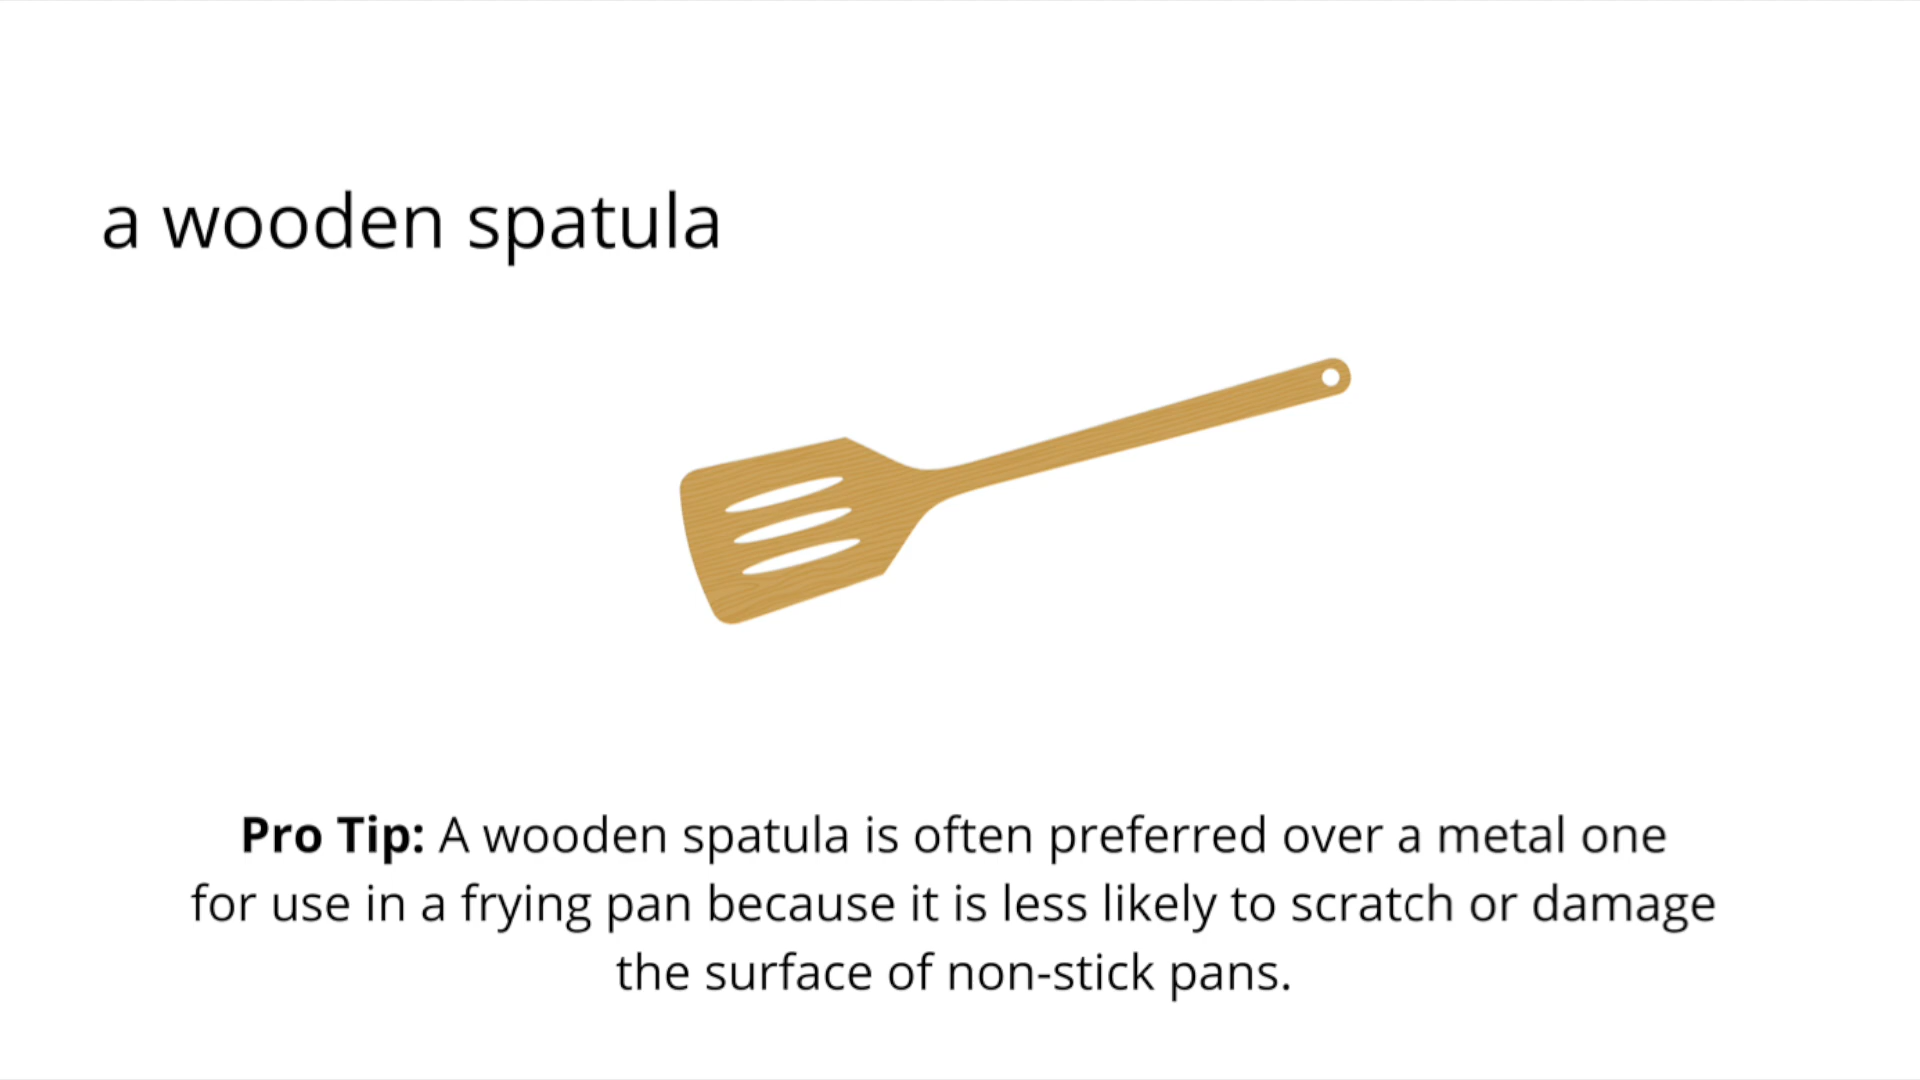 a wooden spatula
Pro Tip: A wooden spatula is often preferred over a metal one
for use in a frying pan because it is less likely to scratch or damage
the surface of non-stick pans.